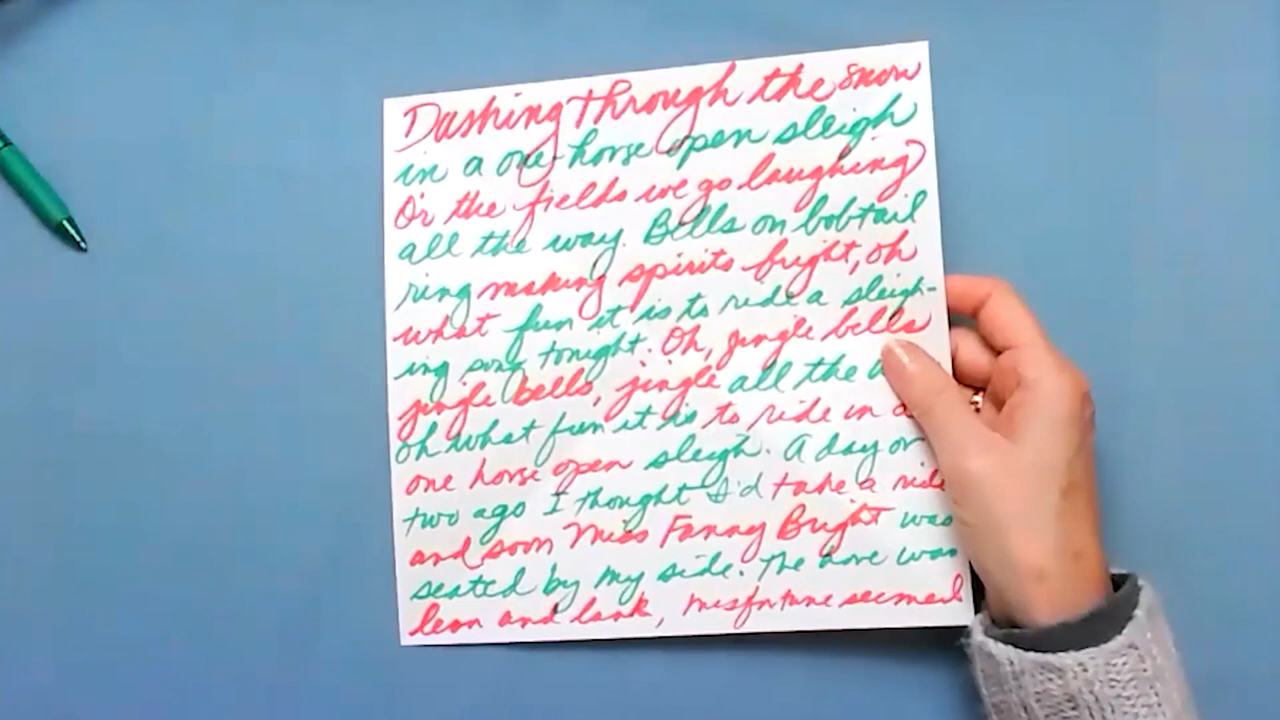 Dashing through the snow
in a one-horse open sleigh
O'r the fields we go laughing
all the way. Bells on bobtail
ring making spirits bright, oh
what fun it is to ride a sleigh-
ing song tonight. Oh, jingle bells
jingle bells, jingle all the
oh what fun it is to ride in a
one horse open sleigh. A day or
two ago I thought I'd take a ride
and soon Miss Fanny Bright was
seated by my side. The hore was
lean and lank, misfortune seemed